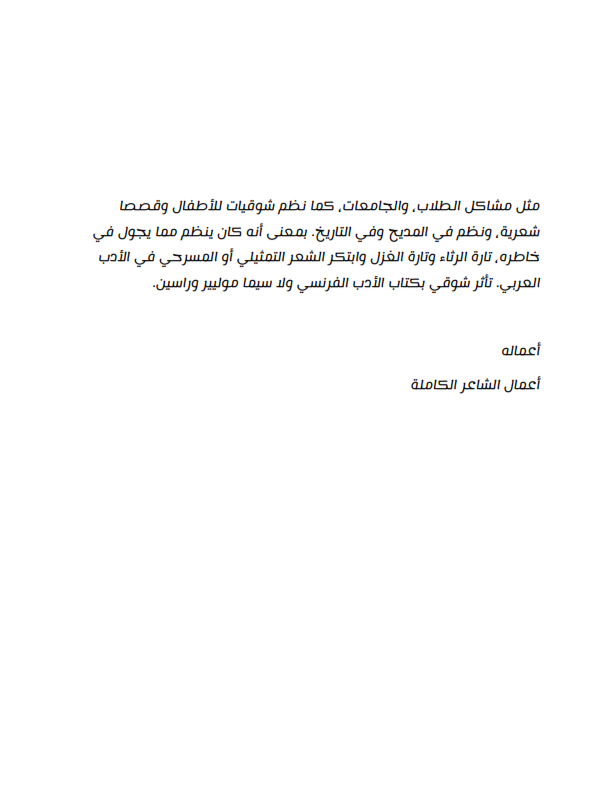 مثل مشاكل الطلاب، والجامعات، كما نظم شوقيات للأطفال وقصصا
شعرية، ونظم في المديح وفي التاريخ. بمعنى أنه كان ينظم مما يجول في
خاطره، تارة الرثاء وتارة الغزل وابتكر الشعر التمثيلي أو المسرحي في الأدب
العربي. تأثر شوقي بكتاب الأدب الفرنسي ولا سيما موليير وراسين.
أعماله
أعمال الشاعر الكاملة